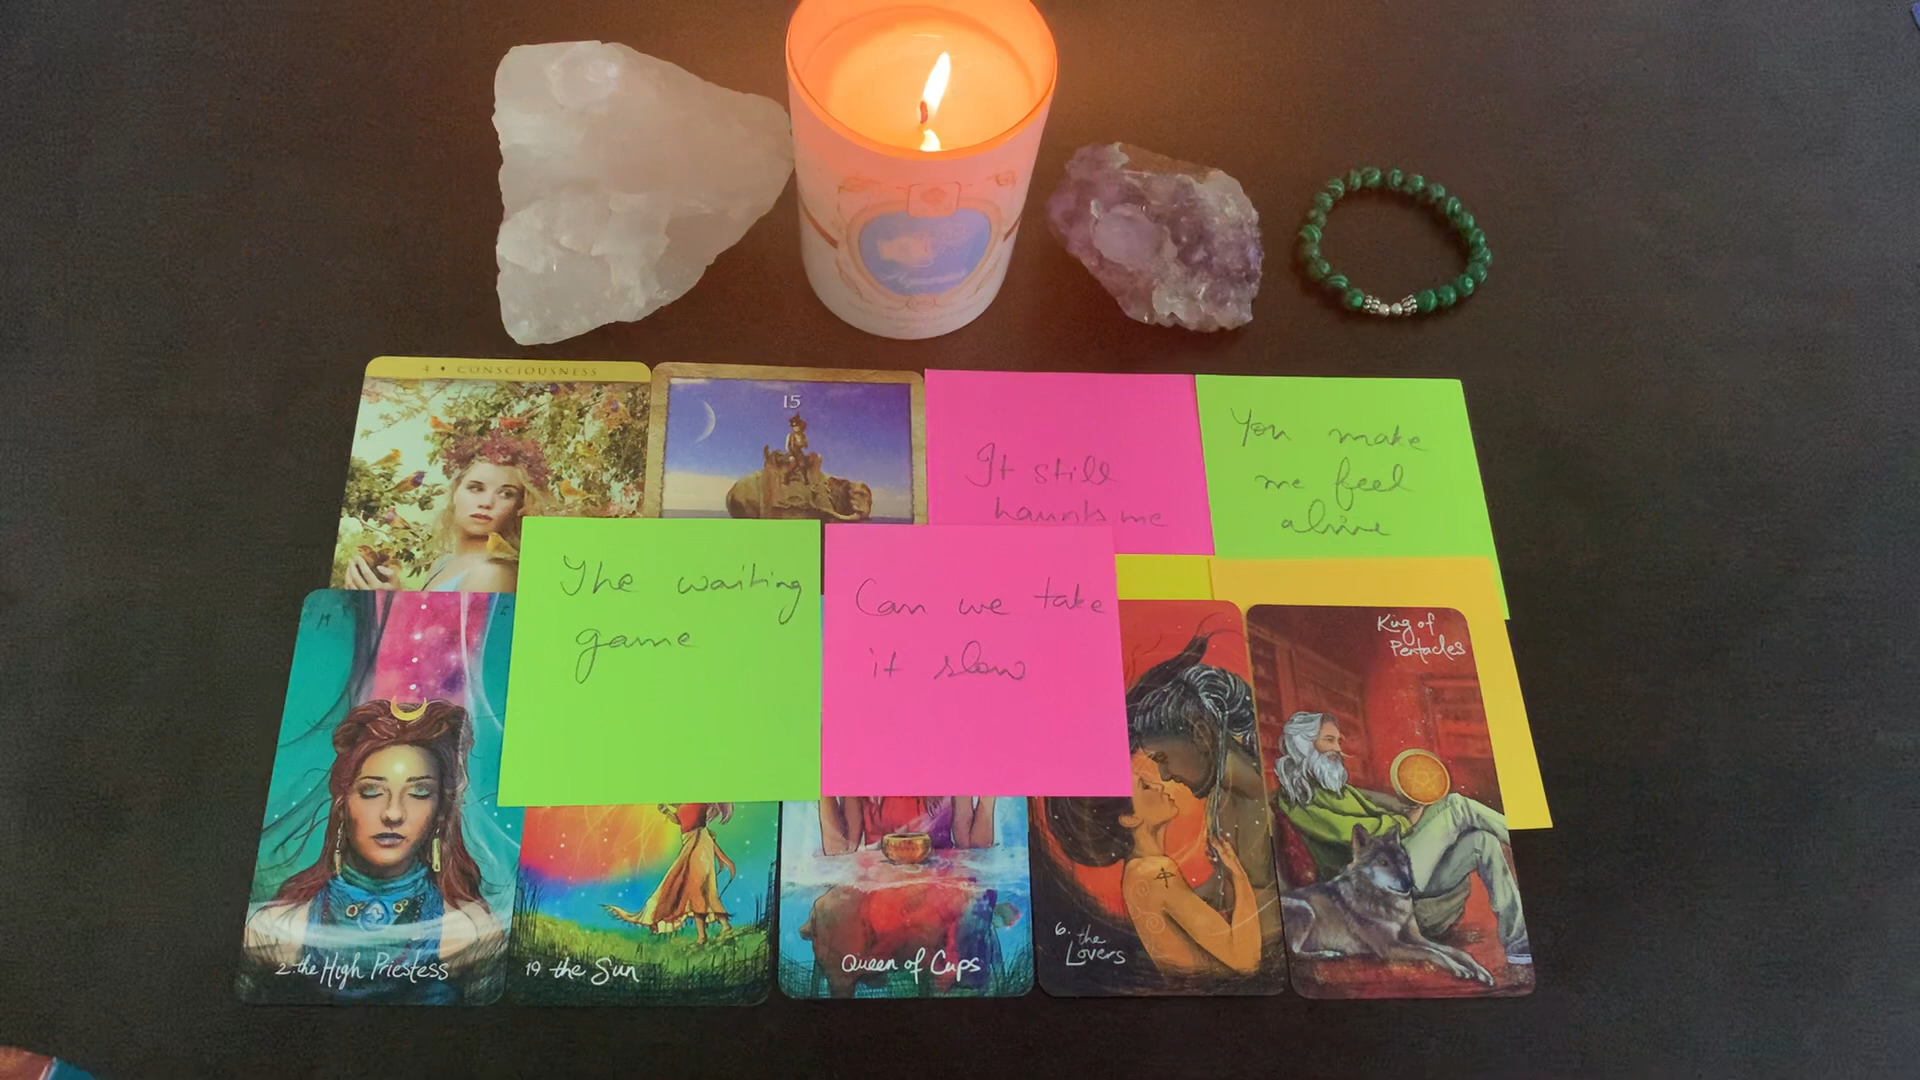 4 • CONSCIOUSNESS
15
It still
haunts me
You make
me feel
alive
The waiting
game
Can we take
it slow
King of
Pentacles
2. the High Priestess
19 the Sun
Queen of Cups
6. the
Lovers